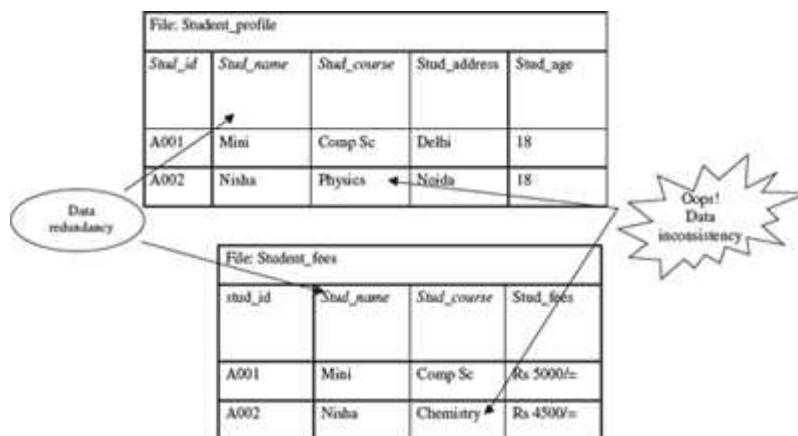 File: Student_profile
Stud_id Stud_name Stud_course Stud_address Stud_age
A001 Mini Comp Sc Delhi 18
A002 Nisha Physics Noida 18
Data
redundancy
Oops!
Data
inconsistency
File: Student_fees
stud_id Stud_name Stud_course Stud_fees
A001 Mini Comp Sc Rs 5000/=
A002 Nisha Chemistry Rs 4500/=